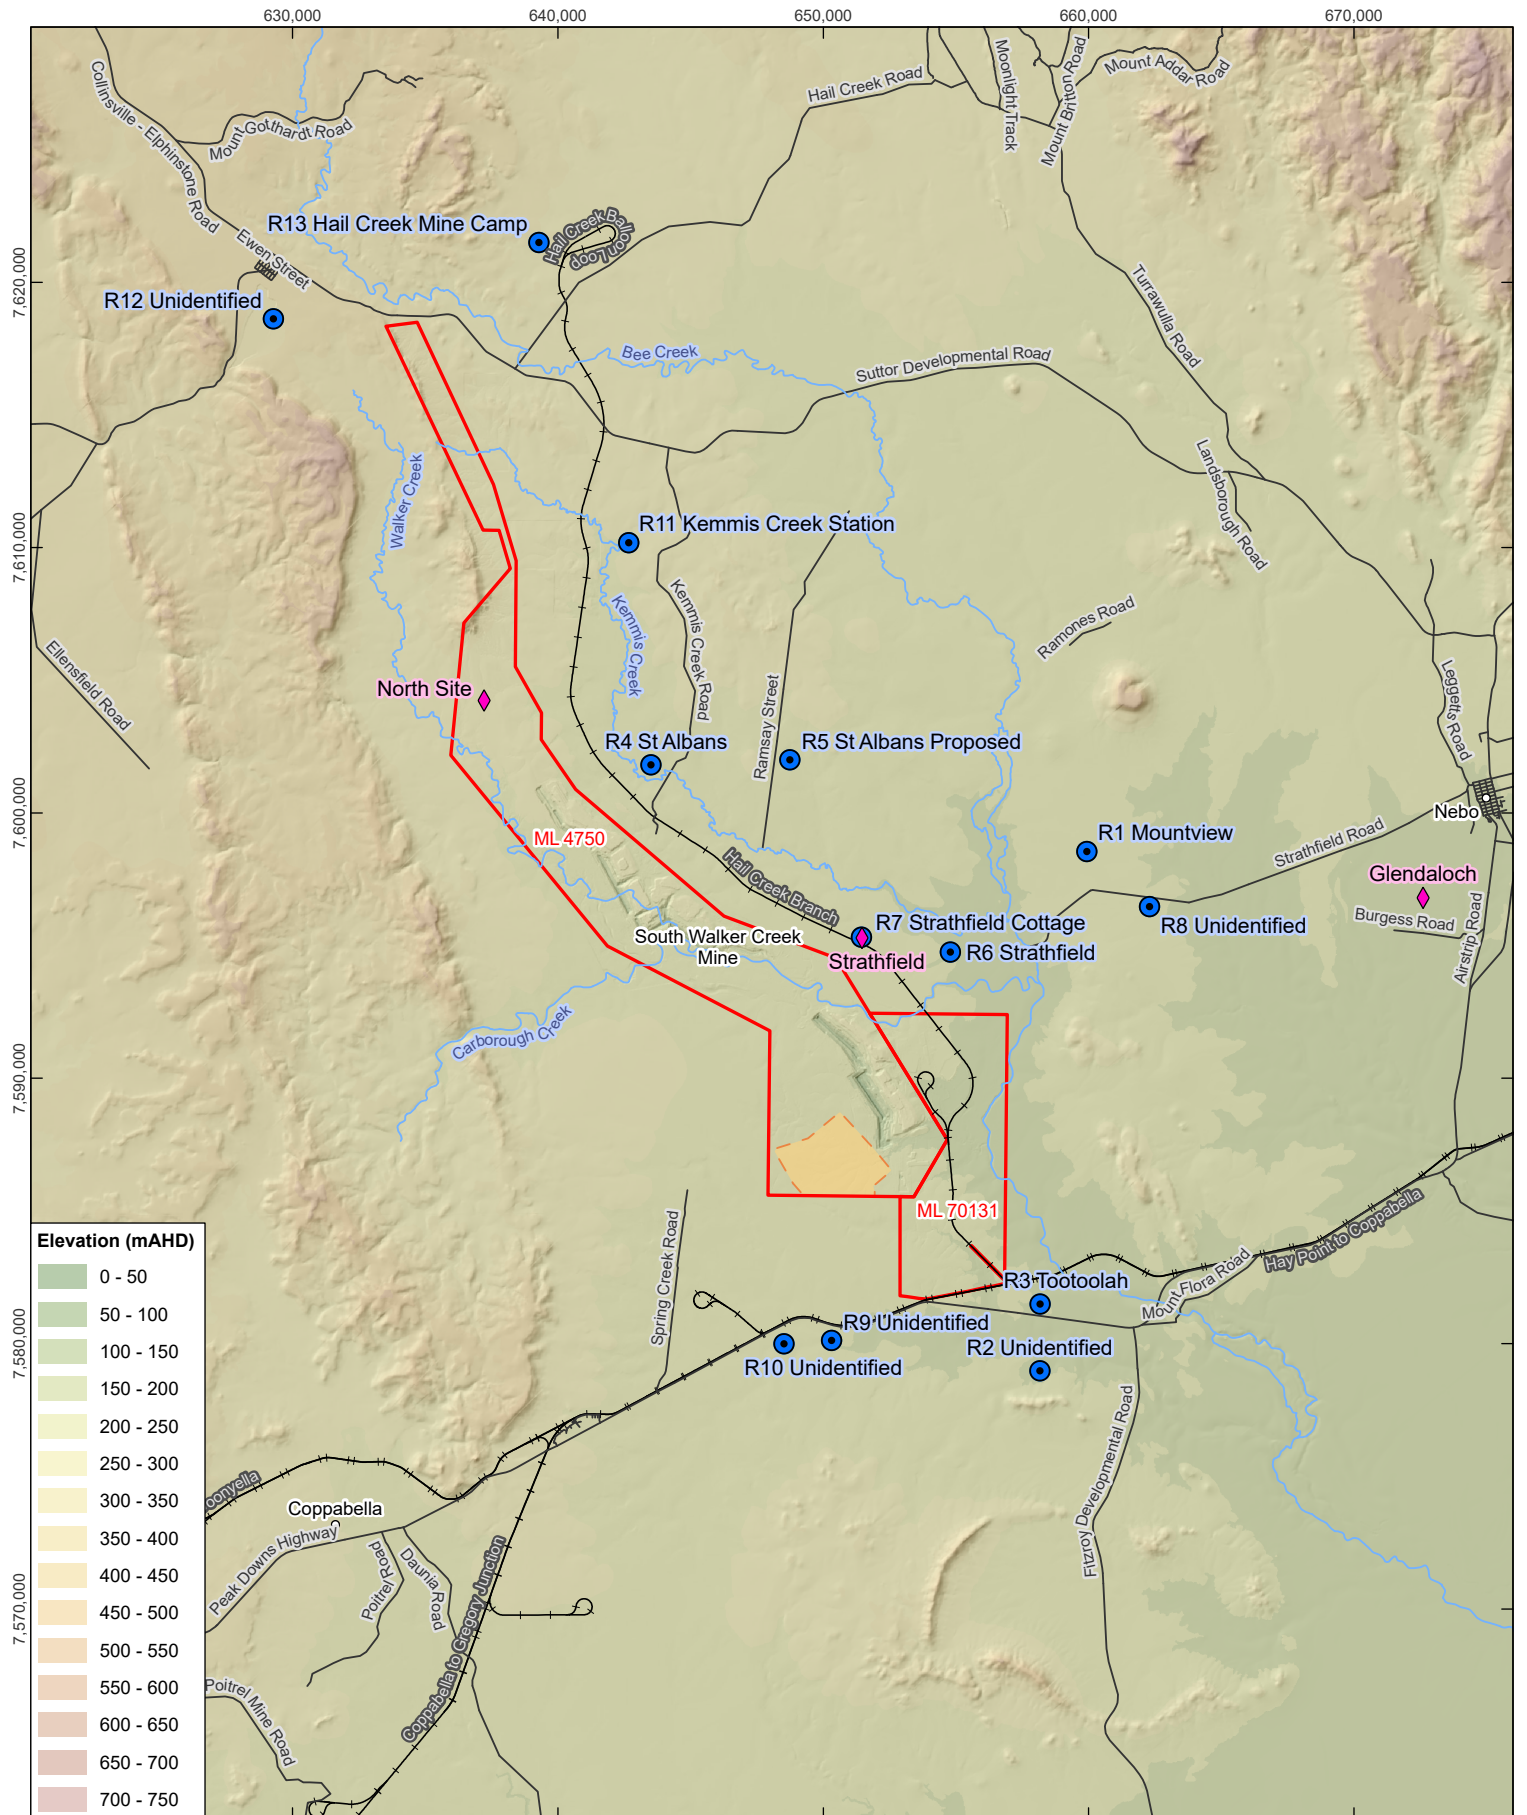 630,000
640,000
650,000
660,000
670,000
7,620,000
7,610,000
7,600,000
7,590,000
7,580,000
7,570,000
Collinsville - Elphinstone Road
Mount Gotthardt Road
Hail Creek Road
Moonlight Track
Mount Britton Road
Mount Addar Road
R13 Hail Creek Mine Camp
Hail Creek Balloon Loop
Ewen Street
R12 Unidentified
Bee Creek
Suttor Developmental Road
Turrawulla Road
Walker Creek
Landsborough Road
R11 Kemmis Creek Station
Kemmis Creek
Kemmis Creek Road
Ramones Road
Ellensfield Road
North Site
Ramsay Street
Leggetts Road
R4 St Albans
R5 St Albans Proposed
Nebo
ML 4750
R1 Mountview
Strathfield Road
Hail Creek Branch
Glendaloch
Burgess Road
Airstrip Road
R7 Strathfield Cottage
R8 Unidentified
South Walker Creek
Mine
Strathfield
R6 Strathfield
Carborough Creek
ML 70131
Hay Point to Coppabella
Mount Flora Road
Spring Creek Road
R3 Tootoolah
R9 Unidentified
R10 Unidentified
R2 Unidentified
Fitzroy Developmental Road
oonyella
Coppabella
Peak Downs Highway
Poitrel Road
Daunia Road
Coppabella to Gregory Junction
Poitrel Mine Road
Elevation (mAHD)
0 - 50
50 - 100
100 - 150
150 - 200
200 - 250
250 - 300
300 - 350
350 - 400
400 - 450
450 - 500
500 - 550
550 - 600
600 - 650
650 - 700
700 - 750